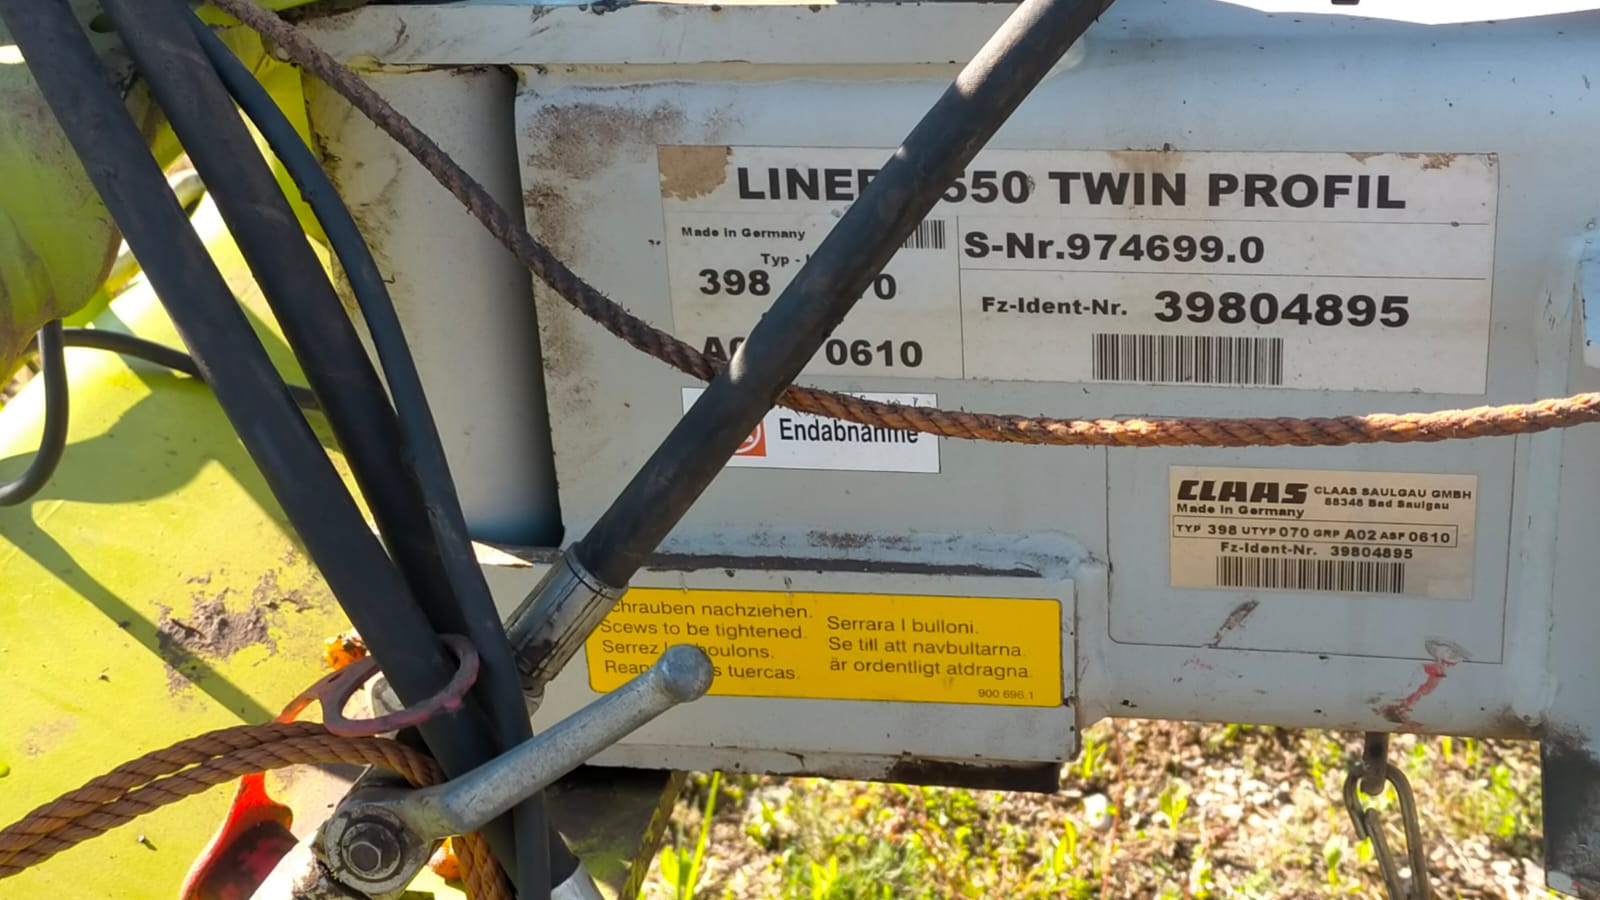 550 TWIN PROFIL
Made in Germany
S-Nr.974699.0
Typ -
398
Fz-Ident-Nr. 39804895
0610
Endabnahme
CLAAS CLAAS SAULGAU GMBH
88348 Bad Saulgau
Made in Germany
TYP 398 UTYP 070 GRP A02 ASF 0610
Fz-Ident-Nr. 39804895
chrauben nachziehen.
Scews to be tightened.
Serrez boulons.
tuercas.
Serrara I bulloni.
Se till att navbultarna
är ordentligt atdragna.
900 696.1